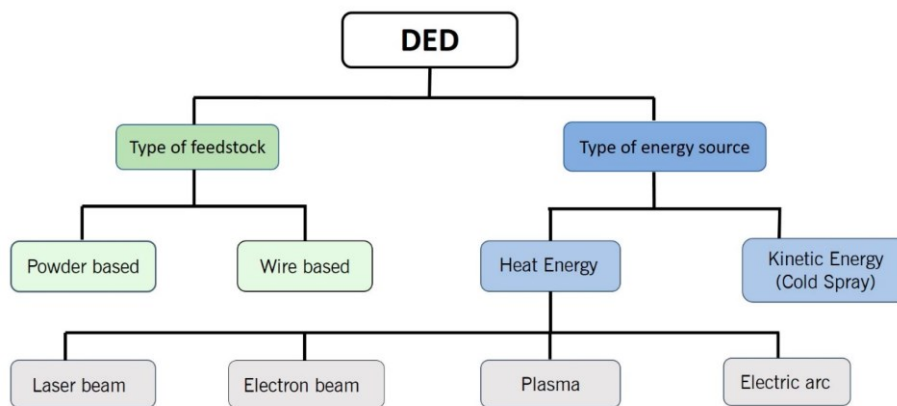 DED
Type of feedstock
Type of energy source
Powder based
Wire based
Heat Energy
Kinetic Energy
(Cold Spray)
Laser beam
Electron beam
Plasma
Electric arc